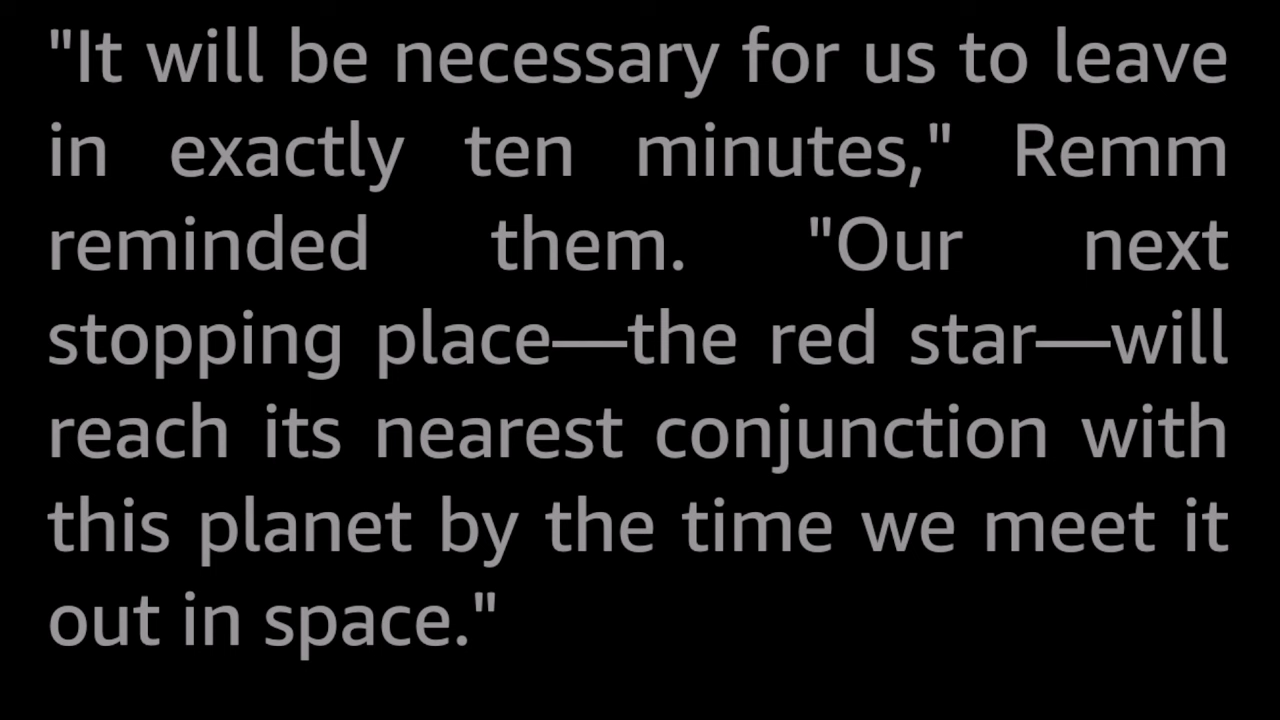 "It will be necessary for us to leave
in exactly ten minutes," Remm
reminded them. "Our next
stopping place—the red star—will
reach its nearest conjunction with
this planet by the time we meet it
out in space."